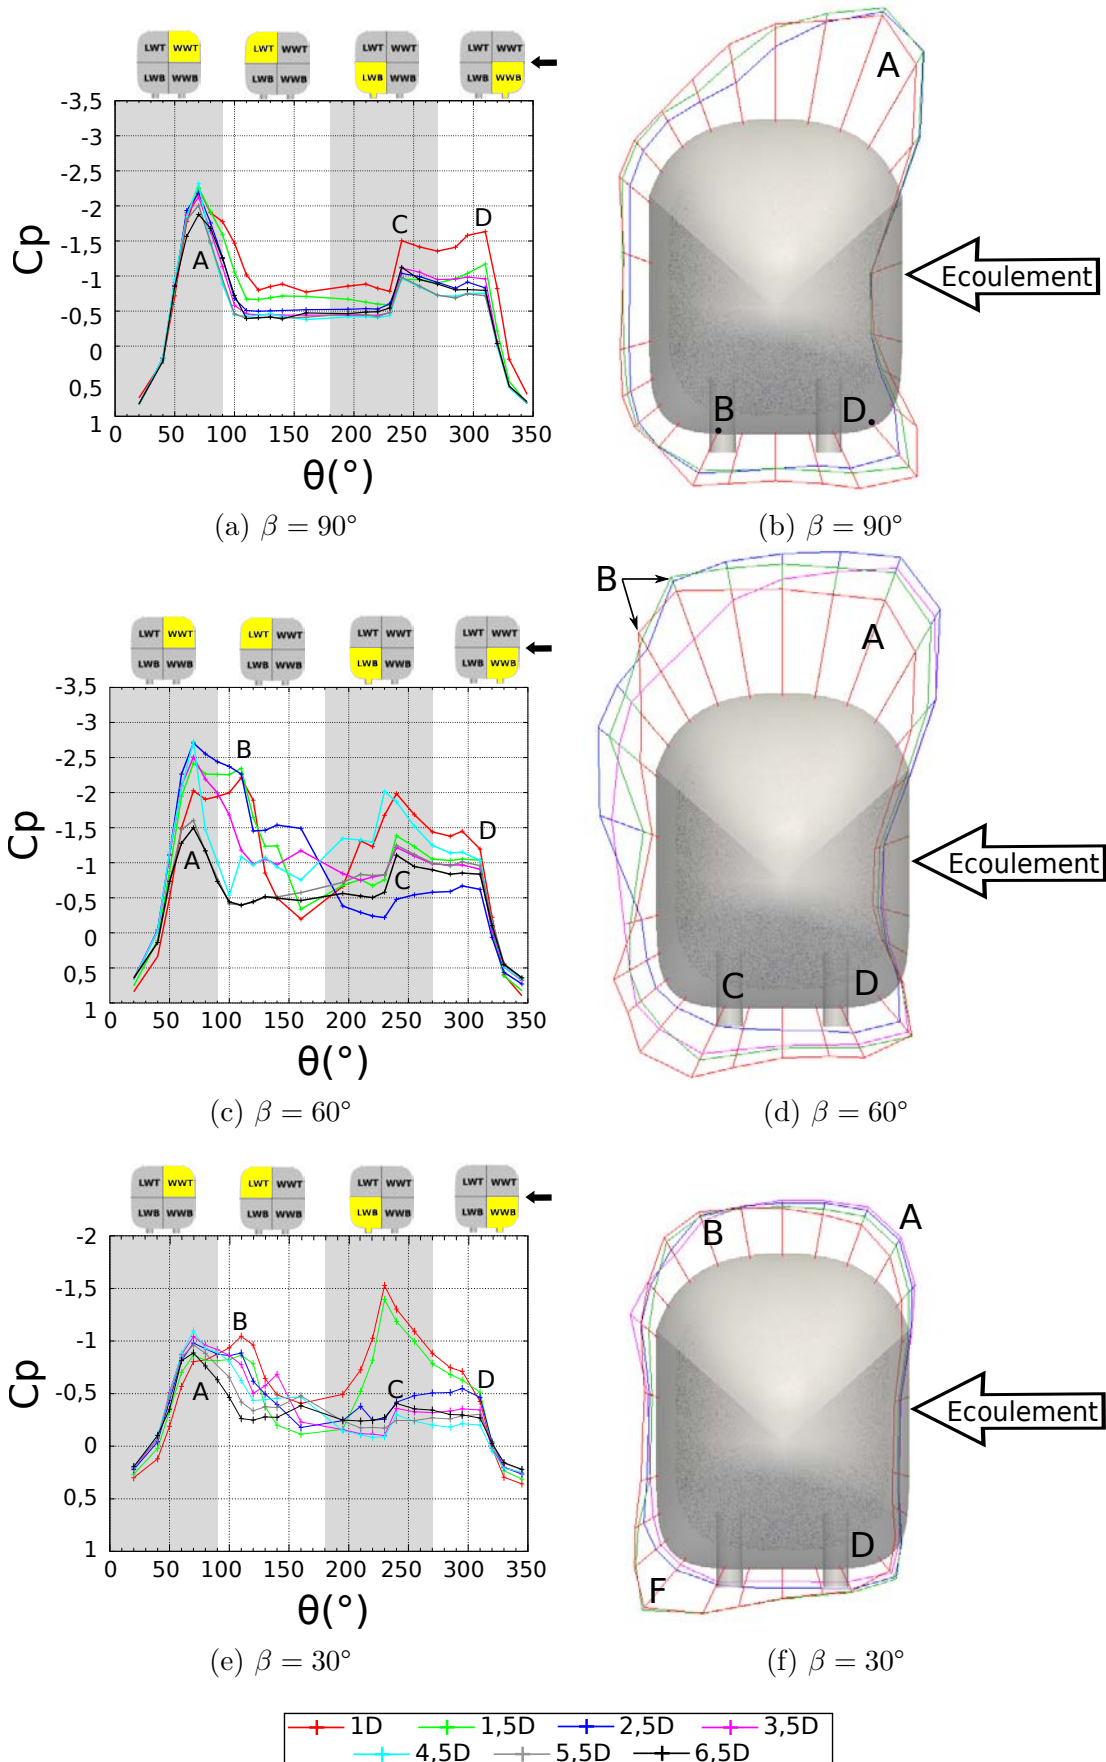 LWT WWT LWT WWT LWT WWT LWT WWT
LWB WWB LWB WWB LWB WWB LWB WWB
-3,5
-3
-2,5
-2
-1,5
-1
-0,5
0
0,5
1
Cp
A
C
D
0 50 100 150 200 250 300 350
θ(°)
(a) β = 90°
A
Ecoulement
B
D
(b) β = 90°
LWT WWT LWT WWT LWT WWT LWT WWT
LWB WWB LWB WWB LWB WWB LWB WWB
-3,5
-3
-2,5
-2
-1,5
-1
-0,5
0
0,5
1
Cp
A
B
C
D
0 50 100 150 200 250 300 350
θ(°)
(c) β = 60°
B
A
Ecoulement
C
D
(d) β = 60°
LWT WWT LWT WWT LWT WWT LWT WWT
LWB WWB LWB WWB LWB WWB LWB WWB
-2
-1,5
-1
-0,5
0
0,5
1
Cp
A
B
C
D
0 50 100 150 200 250 300 350
θ(°)
(e) β = 30°
B
A
Ecoulement
D
F
(f) β = 30°
1D 1,5D 2,5D 3,5D
4,5D 5,5D 6,5D